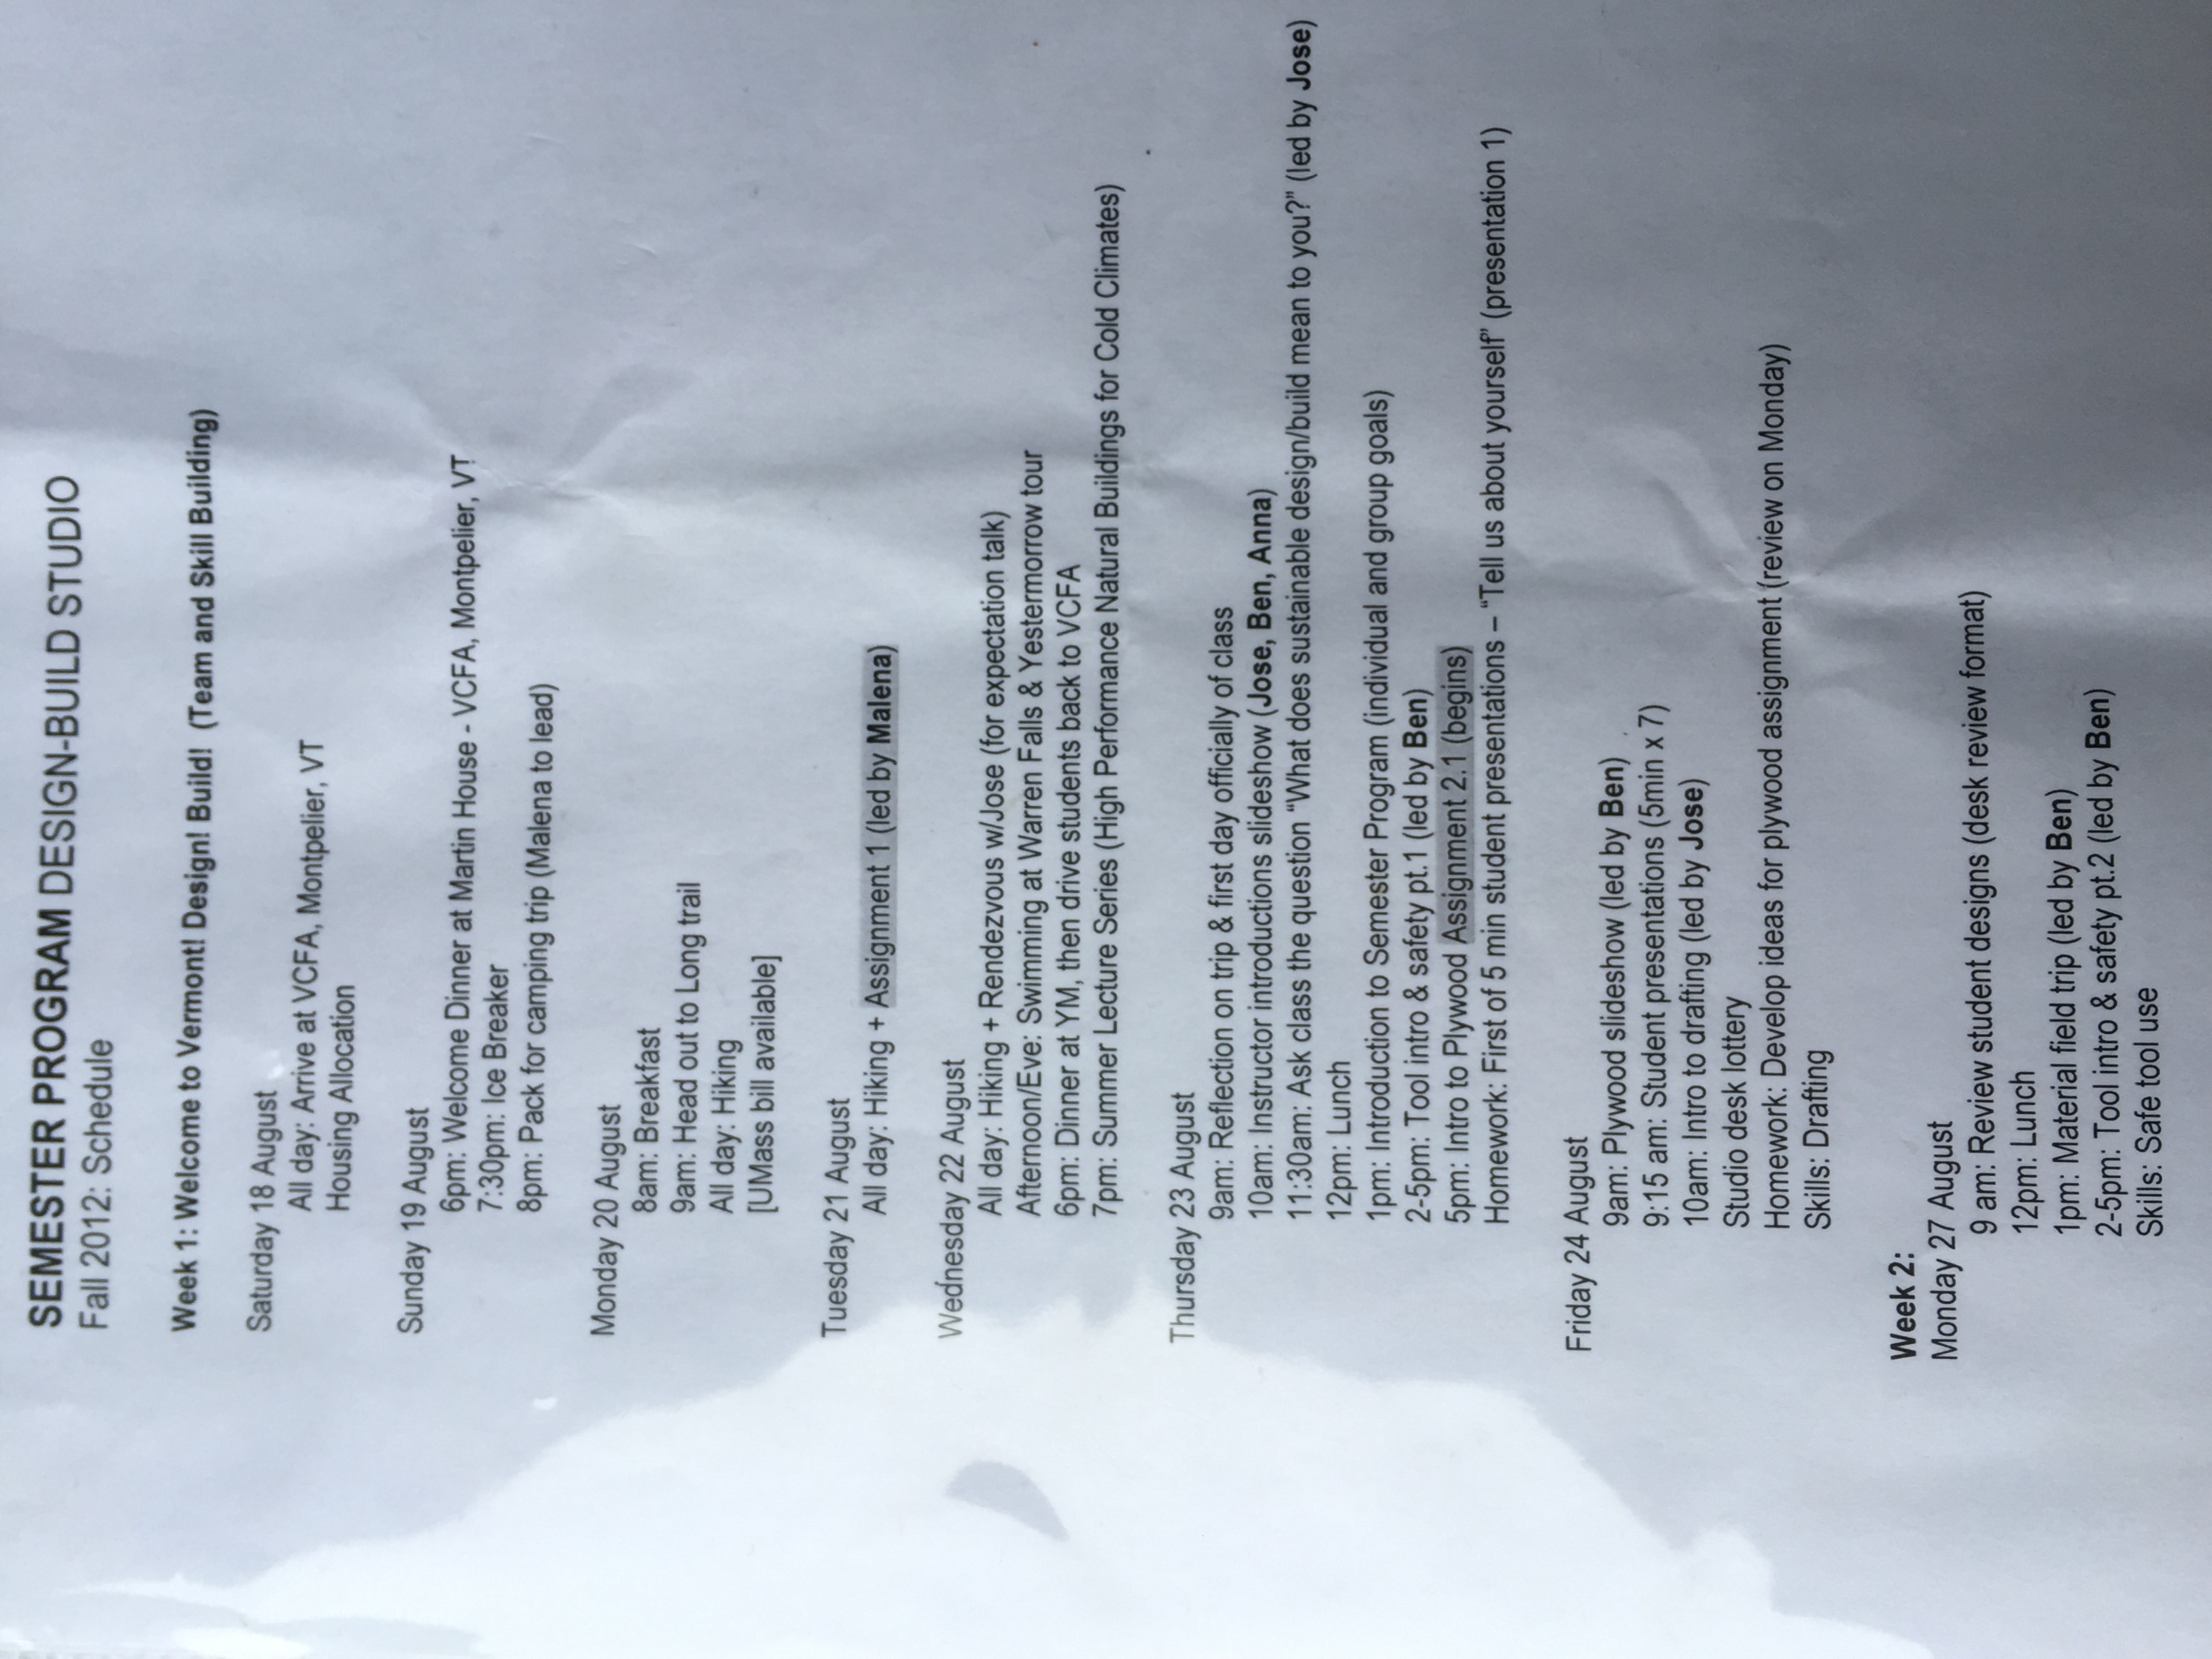 SEMESTER PROGRAM DESIGN-BUILD STUDIO
Fall 2012: Schedule
Week 1: Welcome to Vermont! Design! Build! (Team and Skill Building)
Saturday 18 August
All day: Arrive at VCFA, Montpelier, VT
Housing Allocation
Sunday 19 August
6pm: Welcome Dinner at Martin House - VCFA, Montpelier, VT
7:30pm: Ice Breaker
8pm: Pack for camping trip (Malena to lead)
Monday 20 August
8am: Breakfast
9am: Head out to Long trail
All day: Hiking
[UMass bill available]
Tuesday 21 August
All day: Hiking + Assignment 1 (led by Malena)
Wednesday 22 August
All day: Hiking + Rendezvous w/Jose (for expectation talk)
Afternoon/Eve: Swimming at Warren Falls & Yestermorrow tour
6pm: Dinner at YM, then drive students back to VCFA
7pm: Summer Lecture Series (High Performance Natural Buildings for Cold Climates)
Thursday 23 August
9am: Reflection on trip & first day officially of class
10am: Instructor introductions slideshow (Jose, Ben, Anna)
11:30am: Ask class the question "What does sustainable design/build mean to you?" (led by Jose)
12pm: Lunch
1pm: Introduction to Semester Program (individual and group goals)
2-5pm: Tool intro & safety pt.1 (led by Ben)
5pm: Intro to Plywood Assignment 2.1 (begins)
Homework: First of 5 min student presentations – "Tell us about yourself" (presentation 1)
Friday 24 August
9am: Plywood slideshow (led by Ben)
9:15 am: Student presentations (5min x 7)
10am: Intro to drafting (led by Jose)
Studio desk lottery
Homework: Develop ideas for plywood assignment (review on Monday)
Skills: Drafting
Week 2:
Monday 27 August
9 am: Review student designs (desk review format)
12pm: Lunch
1pm: Material field trip (led by Ben)
2-5pm: Tool intro & safety pt.2 (led by Ben)
Skills: Safe tool use